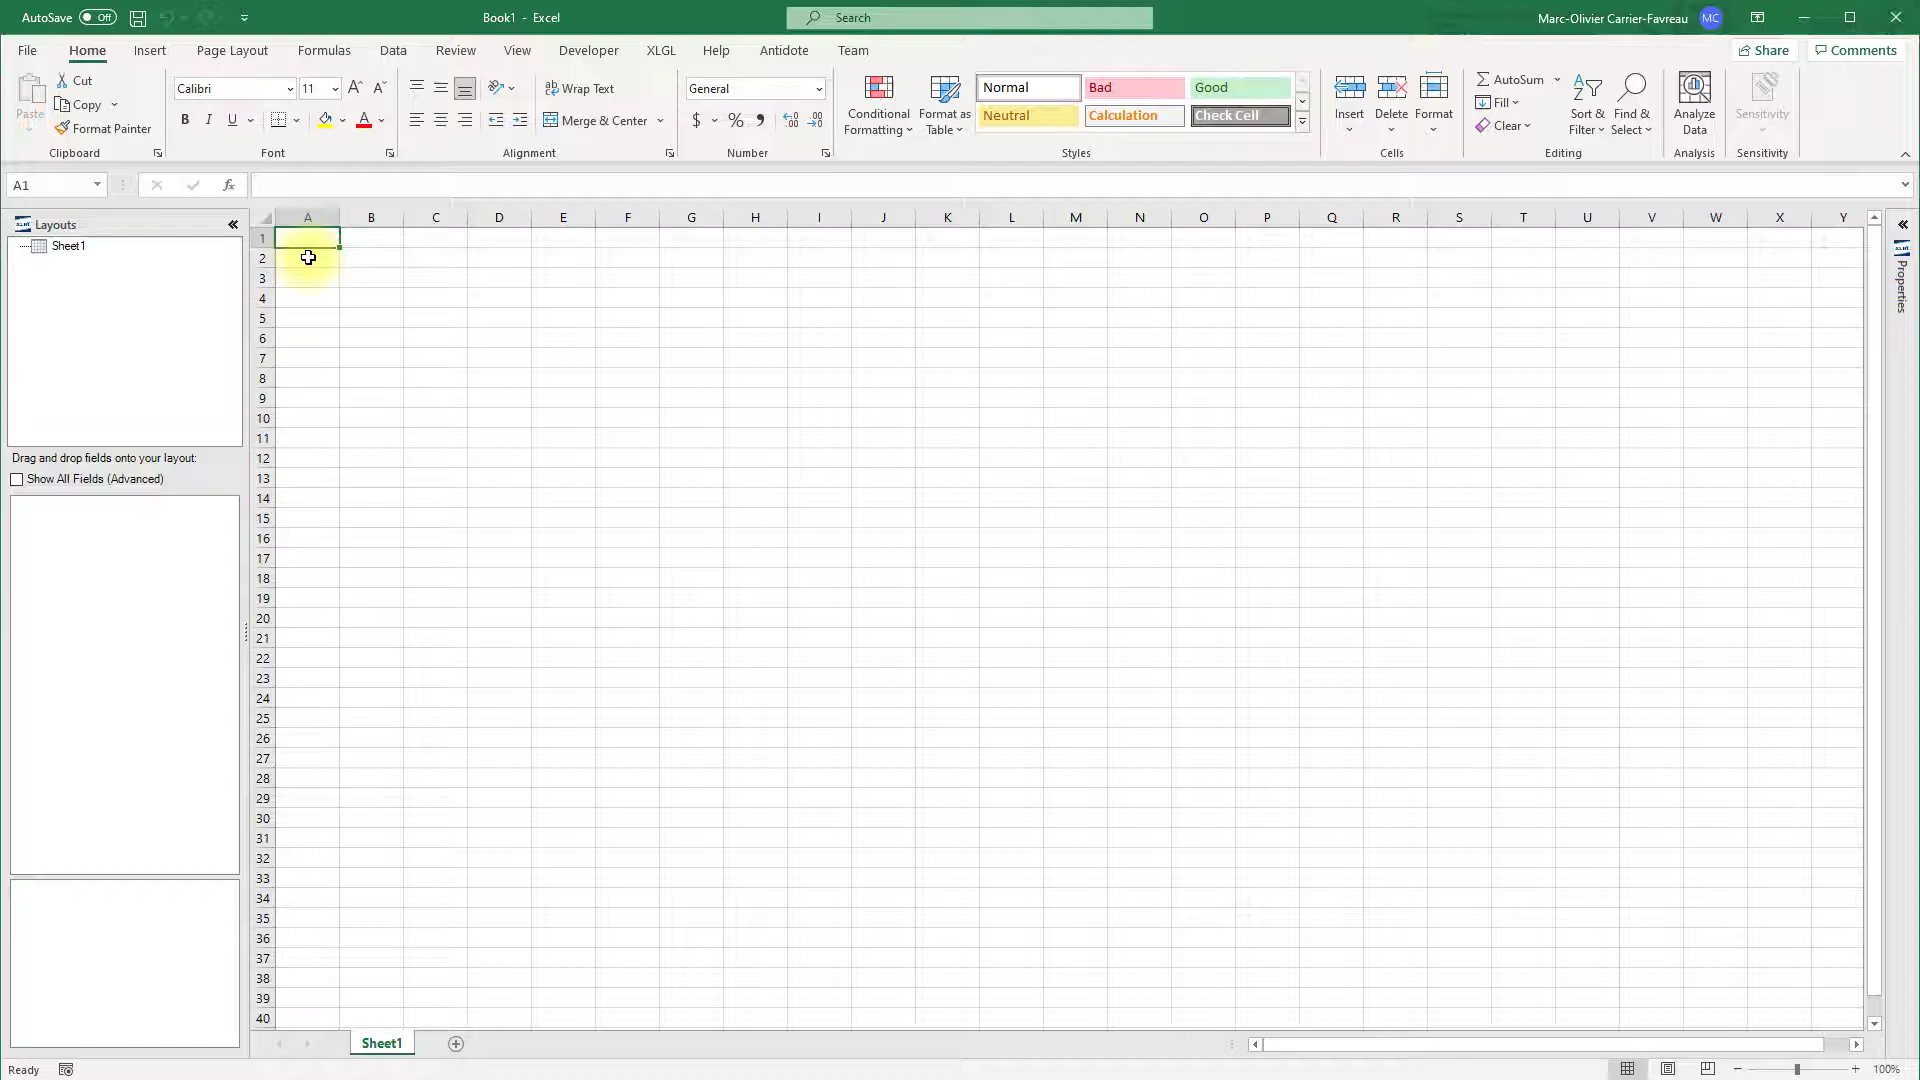 AutoSave Off Book1 - Excel Search Marc-Olivier Carrier-Favreau MC
File Home Insert Page Layout Formulas Data Review View Developer XLGL Help Antidote Team Share Comments
Paste Cut Copy Format Painter Clipboard
Calibri 11 A A B I U A Font
Wrap Text Merge & Center Alignment
General $ % Number
Conditional Formatting Format as Table Normal Bad Good Neutral Calculation Check Cell Styles
Insert Delete Format Cells
AutoSum Fill Clear Sort & Filter Find & Select Editing
Analyze Data Analysis
Sensitivity Sensitivity
A1 fx
Layouts
Sheet1
Drag and drop fields onto your layout:
Show All Fields (Advanced)
A B C D E F G H I J K L M N O P Q R S T U V W X Y
1
2
3
4
5
6
7
8
9
10
11
12
13
14
15
16
17
18
19
20
21
22
23
24
25
26
27
28
29
30
31
32
33
34
35
36
37
38
39
40
Properties
Sheet1
Ready 100%